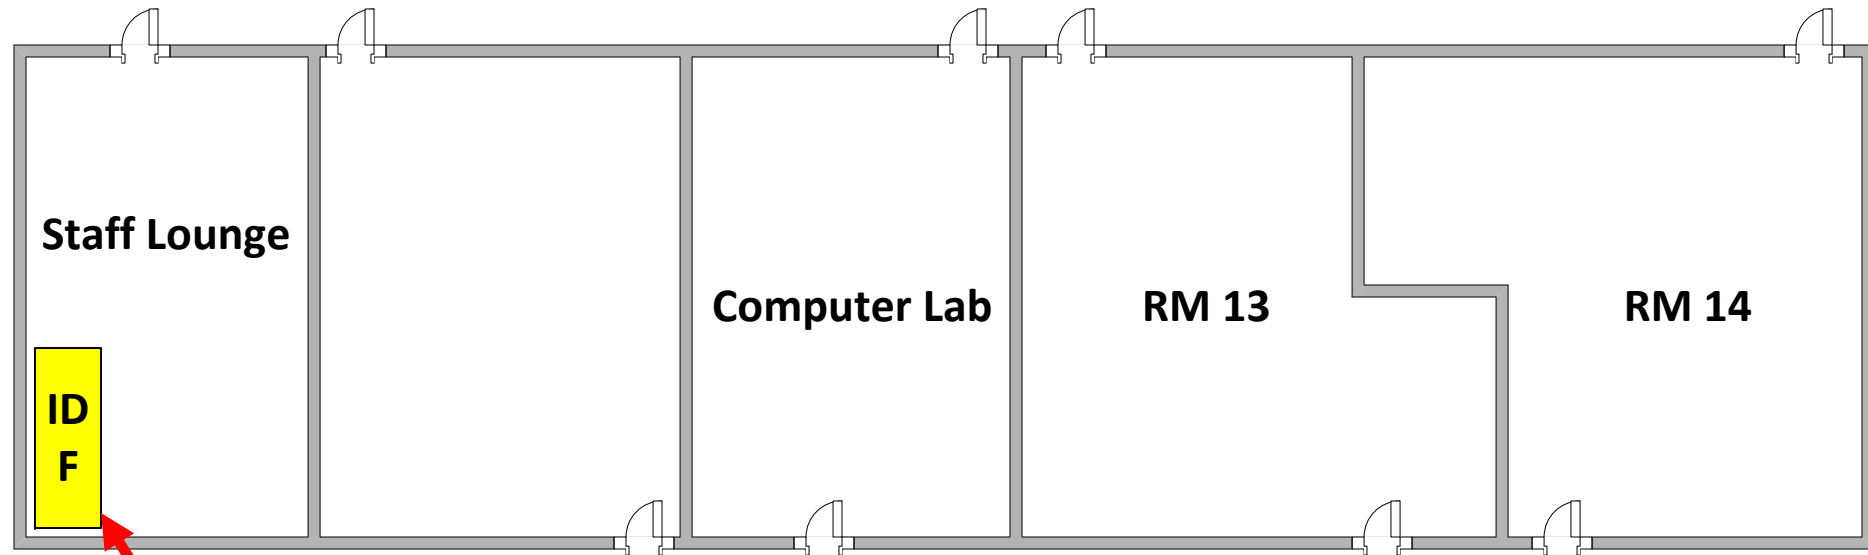 Staff Lounge
Computer Lab
RM 13
RM 14
ID
F